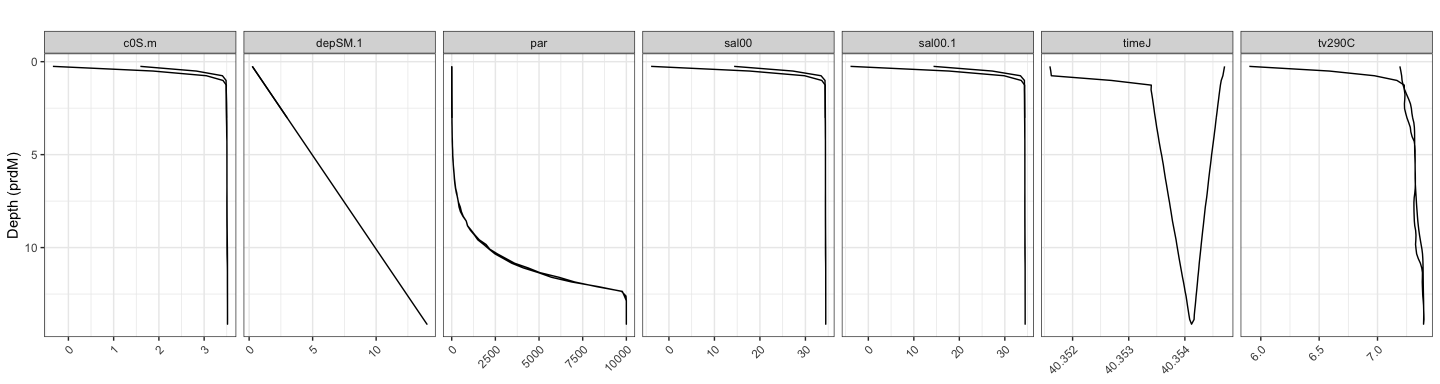 c0S.m depSM.1 par sal00 sal00.1 timeJ tv290C
Depth (prdM)
0
5
10
0 1 2 3
0 5 10
0 2500 5000 7500 10000
0 10 20 30
0 10 20 30
40.352 40.353 40.354
6.0 6.5 7.0